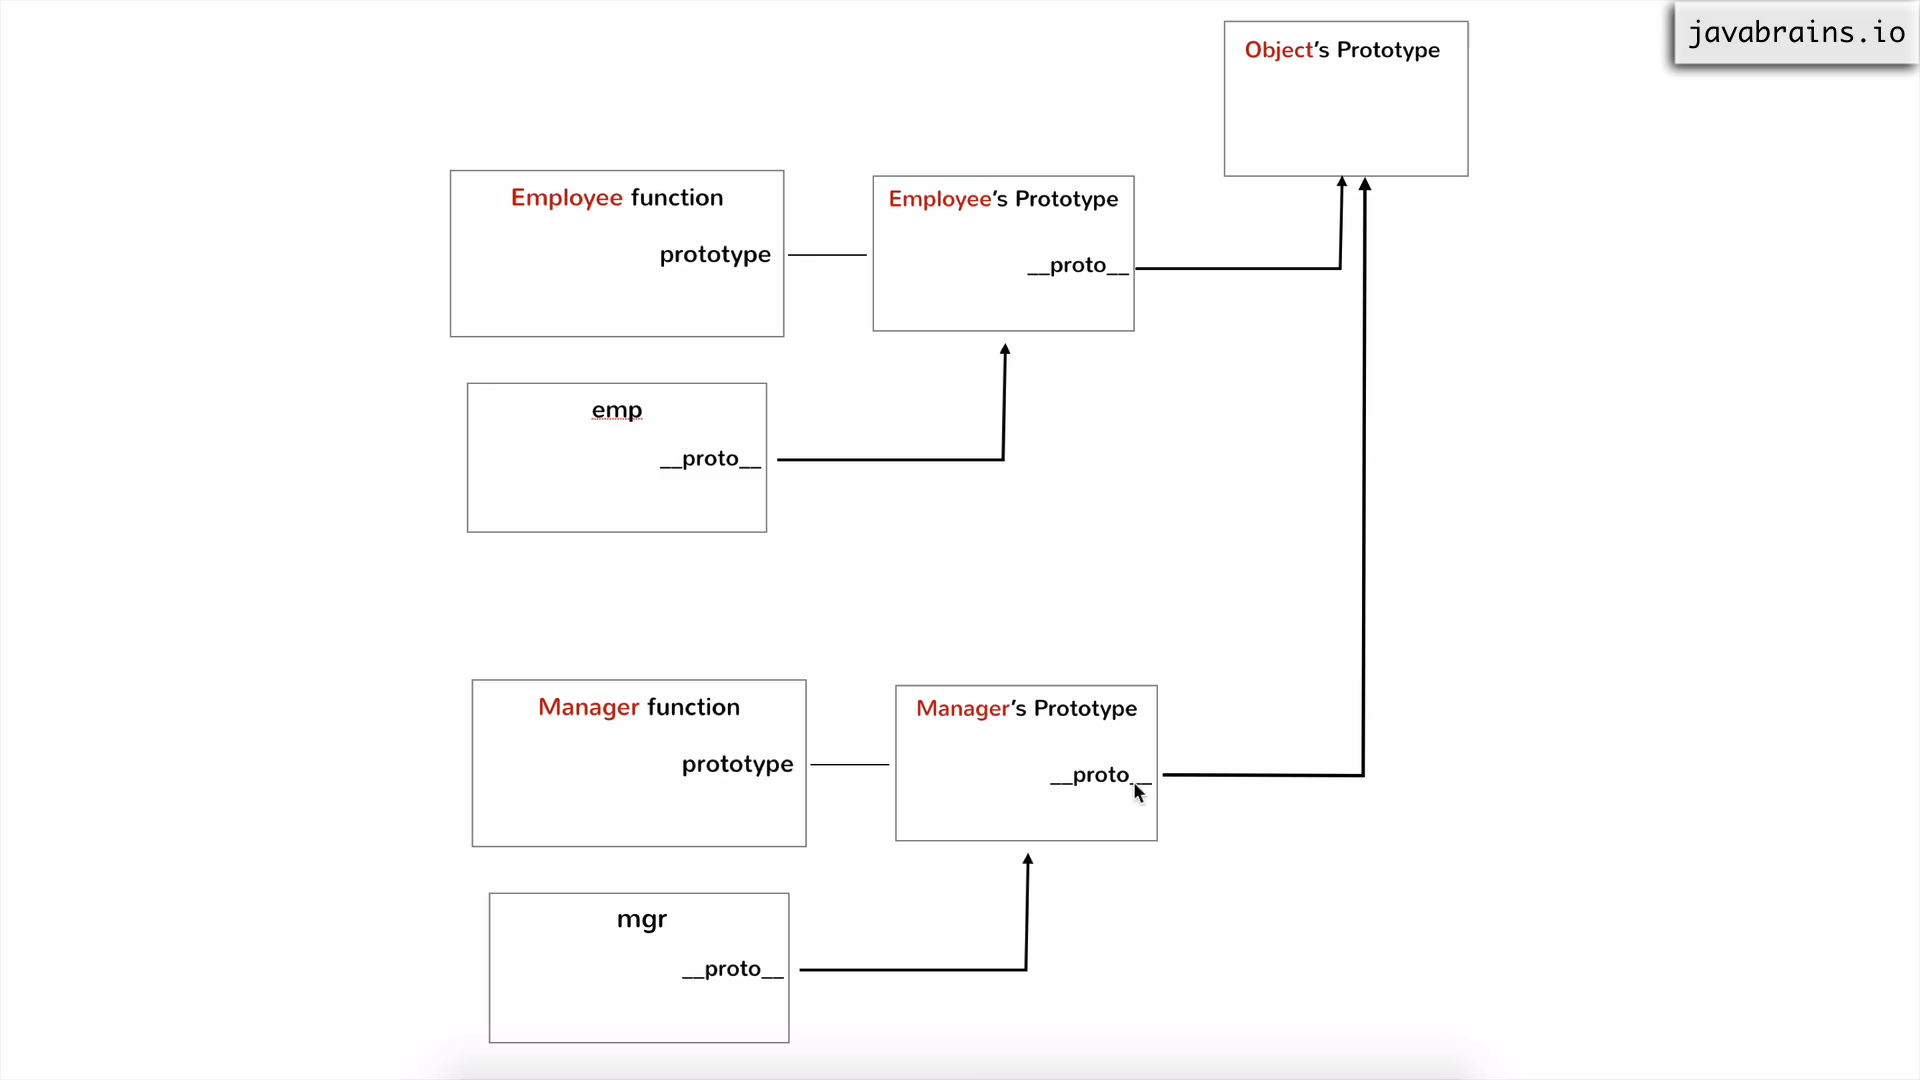 javabrains.io
Object's Prototype
Employee function
prototype
Employee's Prototype
__proto__
emp
__proto__
Manager function
prototype
Manager's Prototype
__proto__
mgr
__proto__